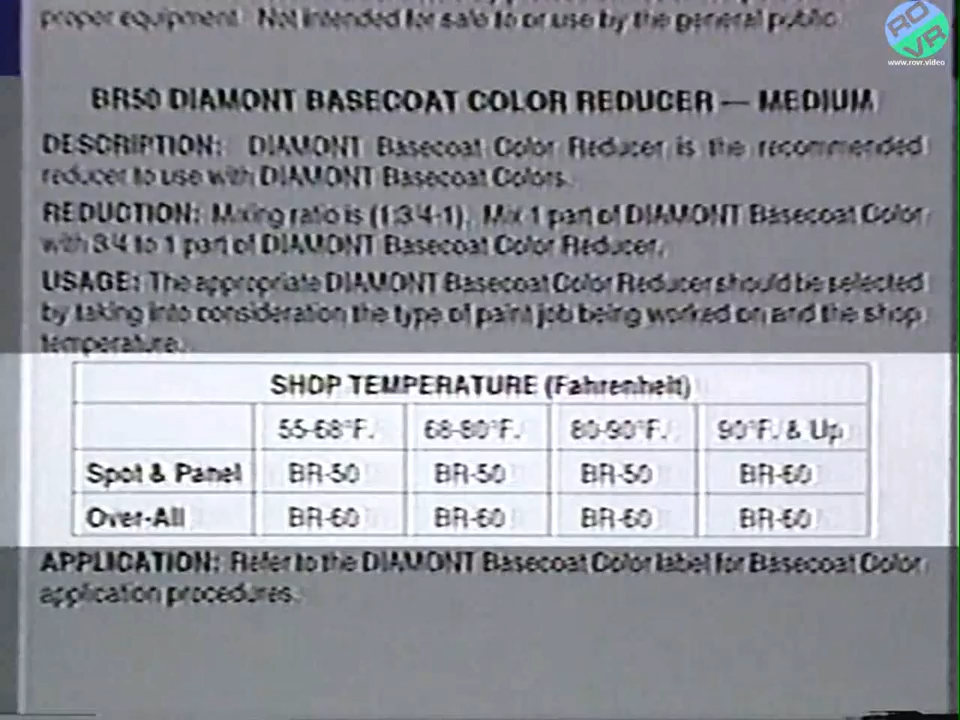 proper equipment. Not intended for sale to or use by the general public.
ROVR
www.rovr.video
BR50 DIAMONT BASECOAT COLOR REDUCER — MEDIUM
DESCRIPTION: DIAMONT Basecoat Color Reducer is the recommended
reducer to use with DIAMONT Basecoat Colors.
REDUCTION: Mixing ratio is (1:3/4-1). Mix 1 part of DIAMONT Basecoat Color
with 3/4 to 1 part of DIAMONT Basecoat Color Reducer.
USAGE: The appropriate DIAMONT Basecoat Color Reducer should be selected
by taking into consideration the type of paint job being worked on and the shop
temperature.
SHOP TEMPERATURE (Fahrenheit)
55-68°F. 68-80°F. 80-90°F. 90°F. & Up
Spot & Panel BR-50 BR-50 BR-50 BR-60
Over-All BR-60 BR-60 BR-60 BR-60
APPLICATION: Refer to the DIAMONT Basecoat Color label for Basecoat Color
application procedures.